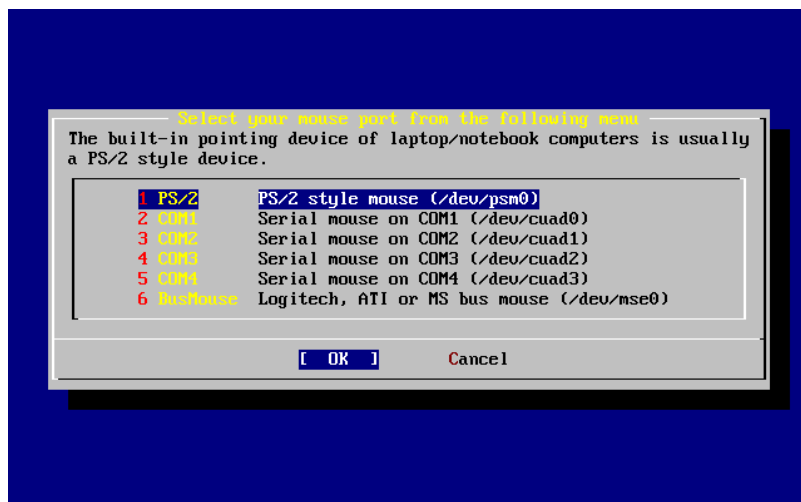 Select your mouse port from the following menu
The built-in pointing device of laptop/notebook computers is usually
a PS/2 style device.
1 PS/2 PS/2 style mouse (/dev/psm0)
2 COM1 Serial mouse on COM1 (/dev/cuad0)
3 COM2 Serial mouse on COM2 (/dev/cuad1)
4 COM3 Serial mouse on COM3 (/dev/cuad2)
5 COM4 Serial mouse on COM4 (/dev/cuad3)
6 BusMouse Logitech, ATI or MS bus mouse (/dev/mse0)
[ OK ] Cancel